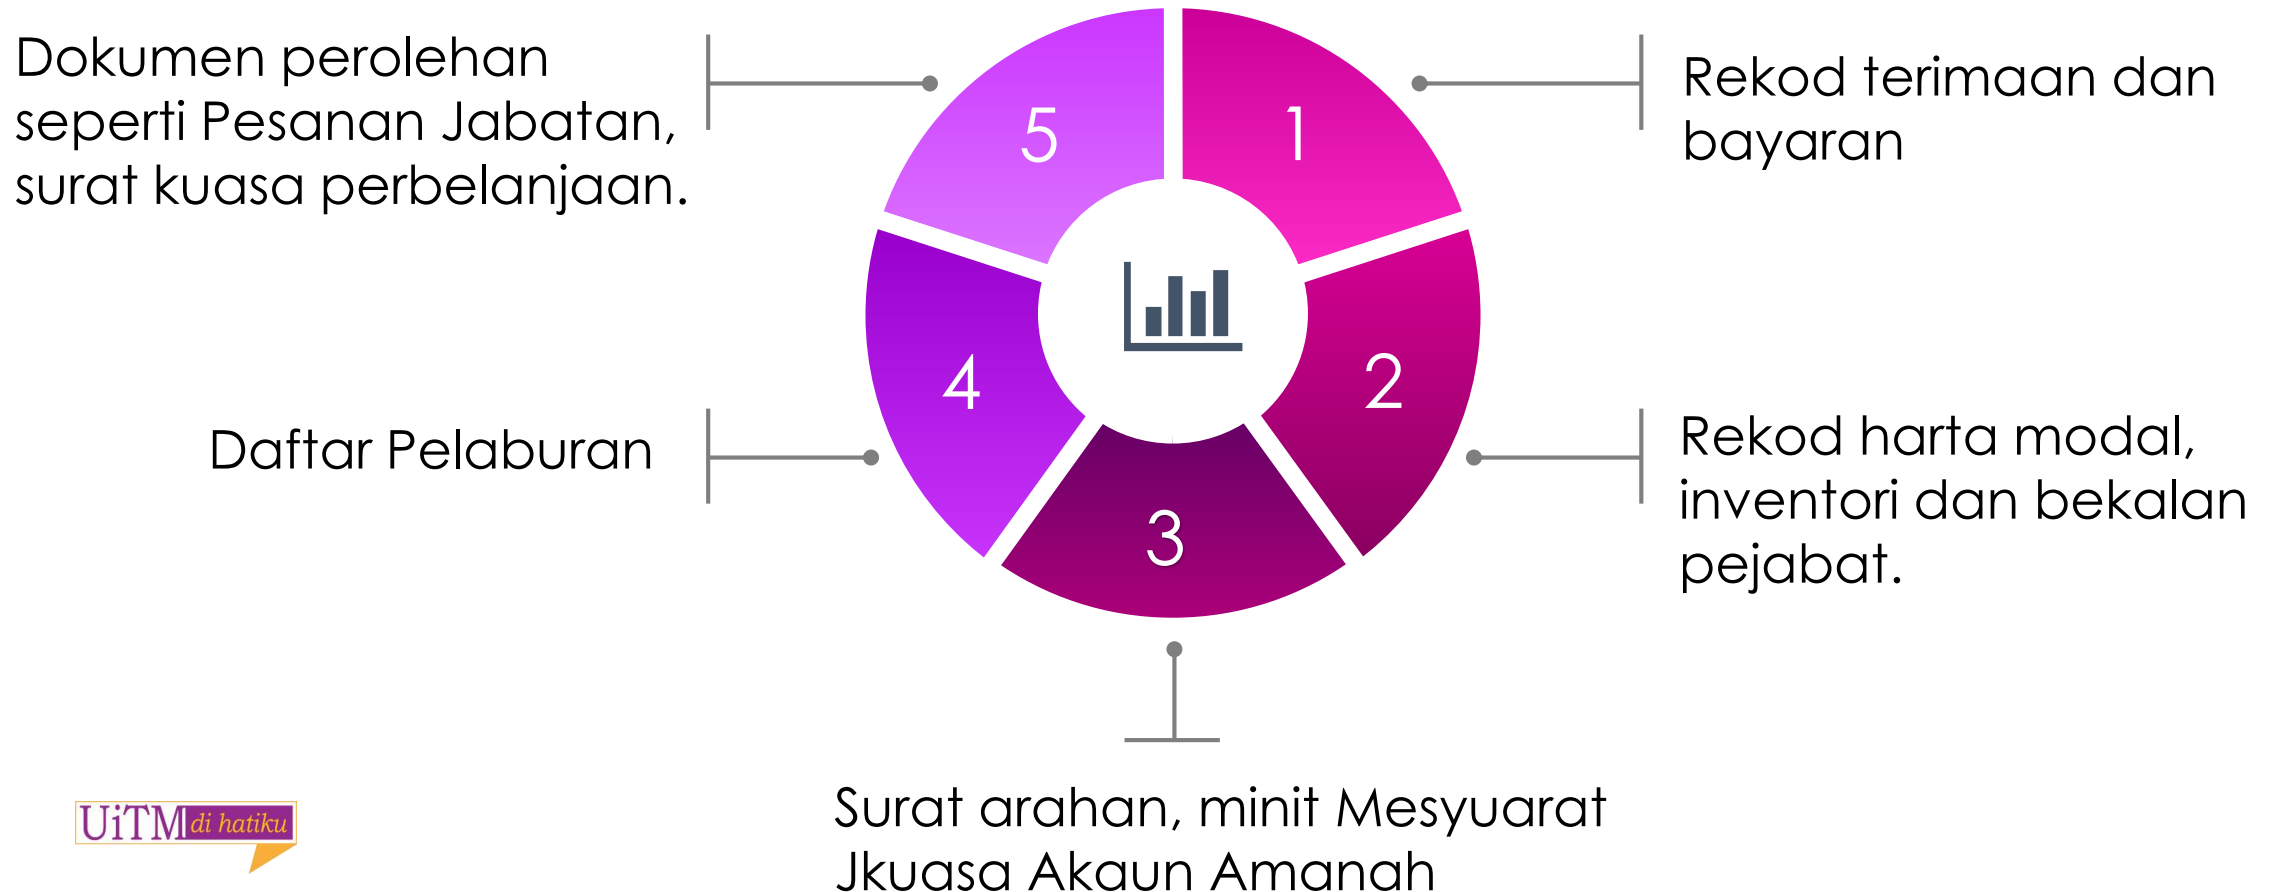 1
Rekod terimaan dan
bayaran
2
Rekod harta modal,
inventori dan bekalan
pejabat.
3
Surat arahan, minit Mesyuarat
Jkuasa Akaun Amanah
4
Daftar Pelaburan
5
Dokumen perolehan
seperti Pesanan Jabatan,
surat kuasa perbelanjaan.
UiTM di hatiku